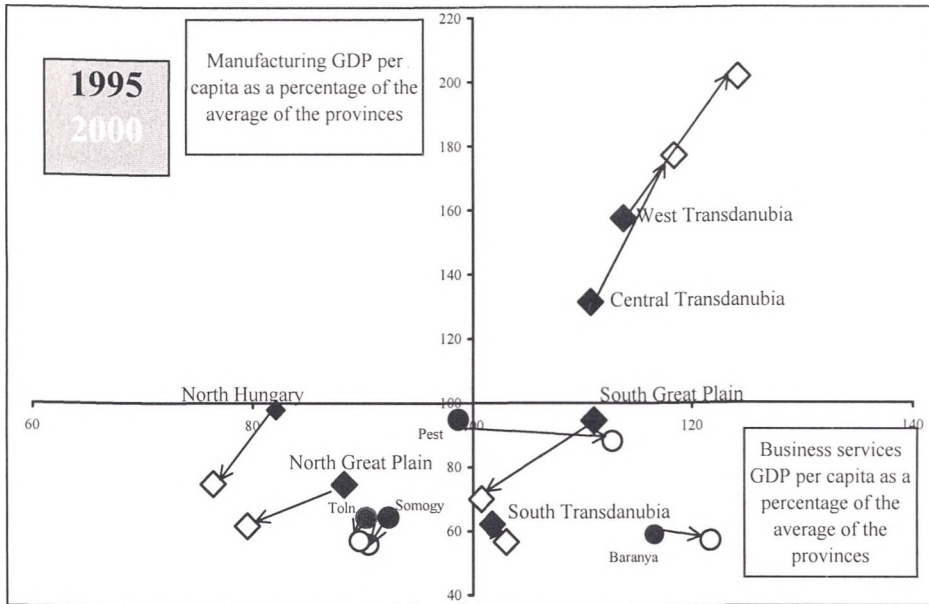 1995
2000
Manufacturing GDP per
capita as a percentage of the
average of the provinces
220
200
180
160
140
120
100
80
60
40
60
80
100
120
140
West Transdanubia
Central Transdanubia
North Hungary
South Great Plain
Pest
North Great Plain
Toln
Somogy
South Transdanubia
Baranya
Business services
GDP per capita as a
percentage of the
average of the
provinces